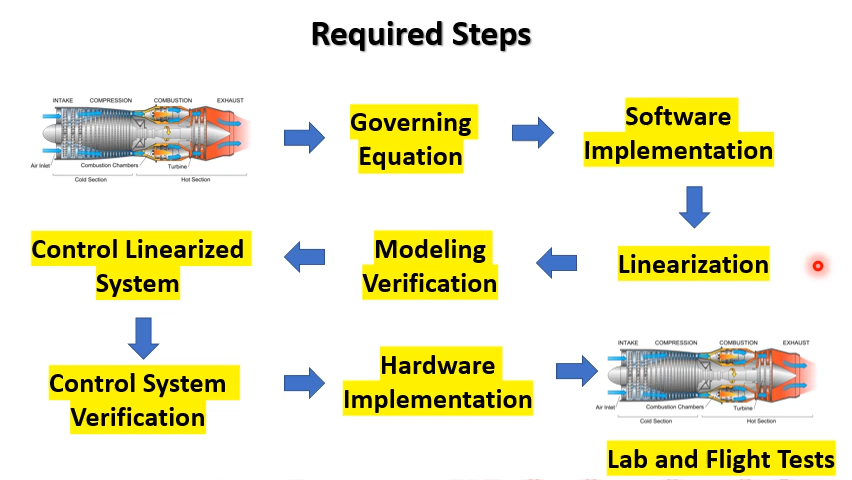 Required Steps
INTAKE COMPRESSION COMBUSTION EXHAUST
Air Inlet Combustion Chambers Turbine
Cold Section Hot Section
Governing
Equation
Software
Implementation
Control Linearized
System
Modeling
Verification
Linearization
Control System
Verification
Hardware
Implementation
INTAKE COMPRESSION COMBUSTION EXHAUST
Air Inlet Combustion Chambers Turbine
Cold Section Hot Section
Lab and Flight Tests